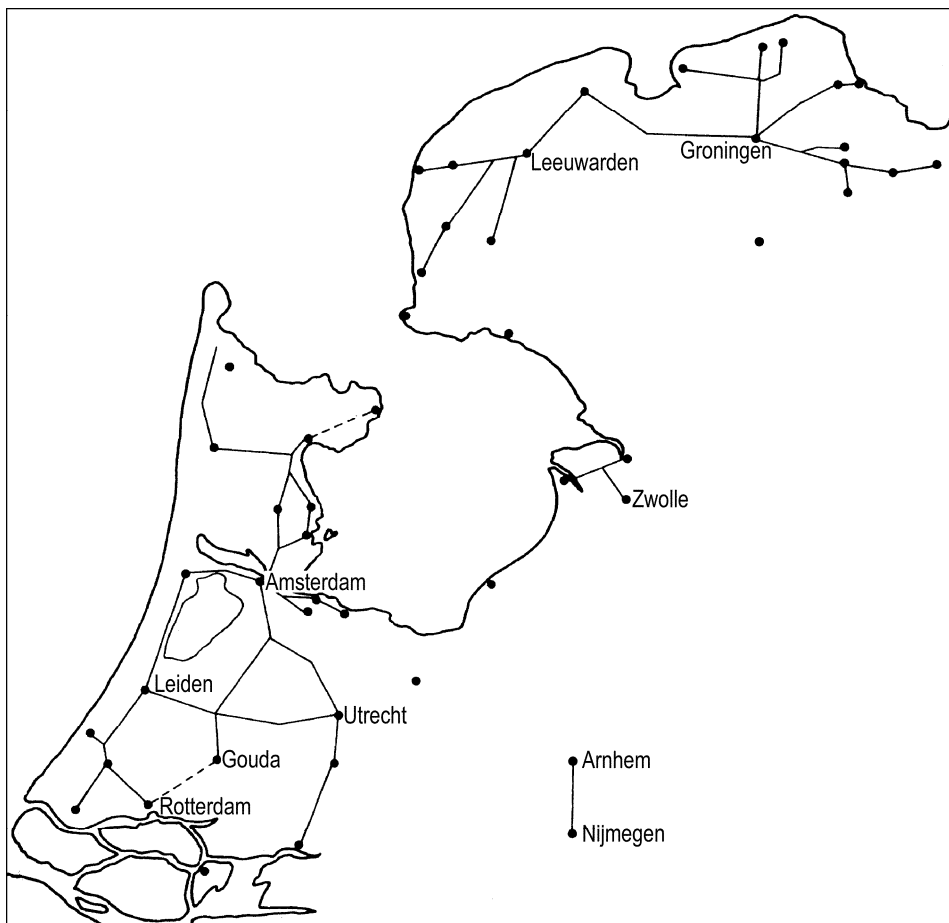 Groningen
Leeuwarden
Zwolle
Amsterdam
Leiden
Utrecht
Gouda
Arnhem
Rotterdam
Nijmegen